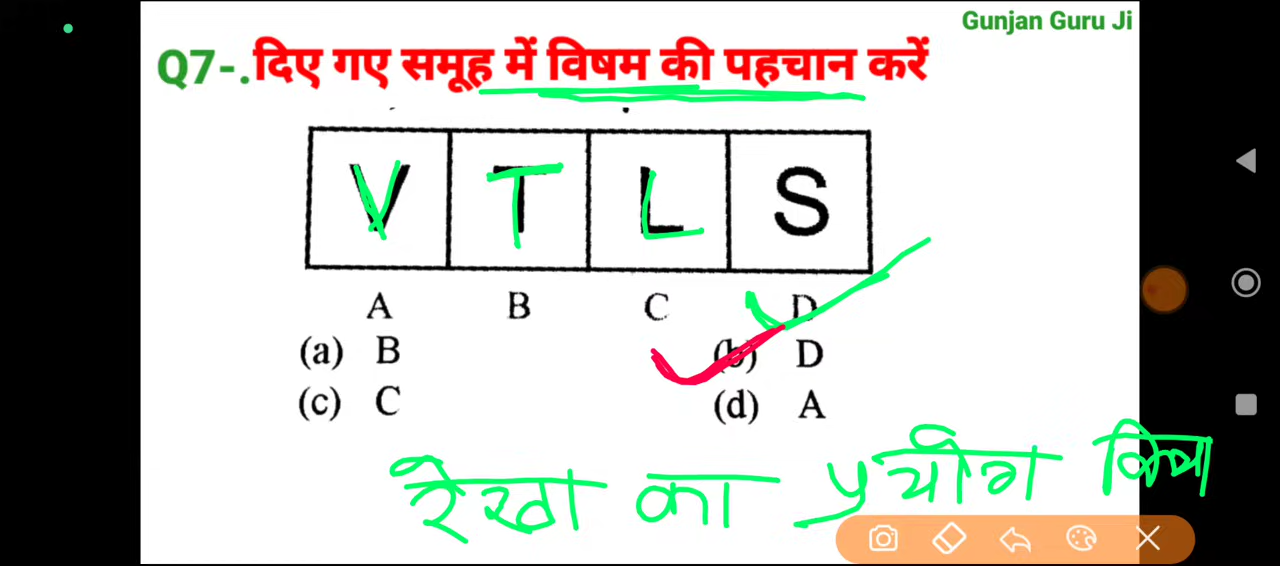 Gunjan Guru Ji
Q7-.दिए गए समूह में विषम की पहचान करें
V T L S
A B C D
(a) B (b) D
(c) C (d) A
रेखा का प्रयोग किया